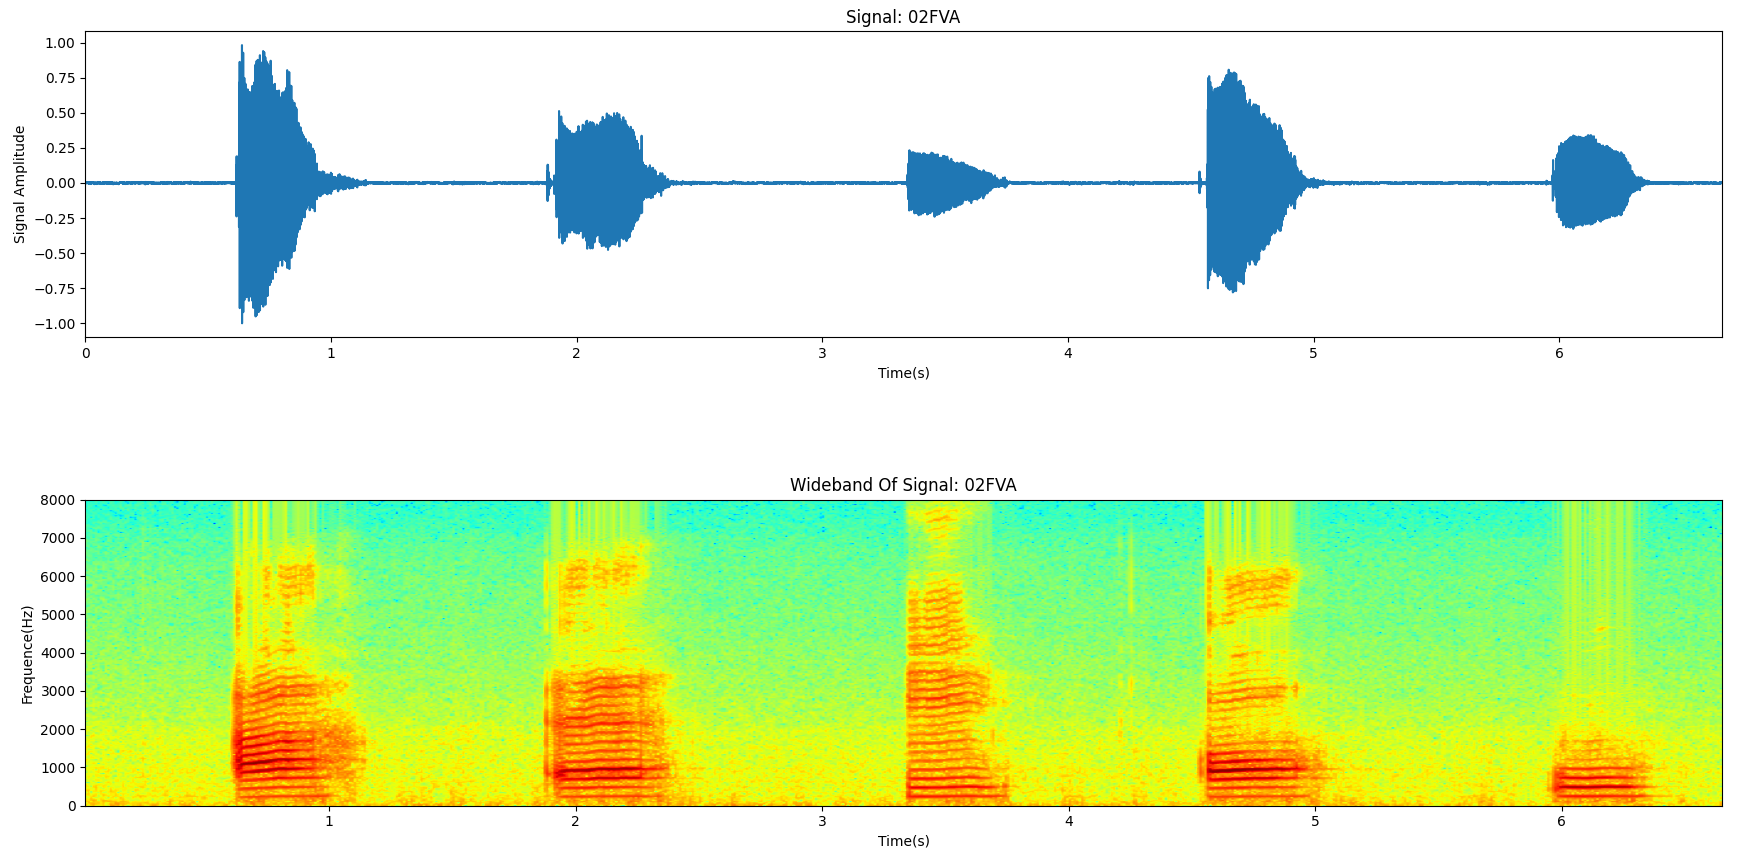 Signal: 02FVA
1.00
0.75
0.50
0.25
0.00
−0.25
−0.50
−0.75
−1.00
Signal Amplitude
0 1 2 3 4 5 6
Time(s)
Wideband Of Signal: 02FVA
8000
7000
6000
5000
4000
3000
2000
1000
0
Frequence(Hz)
1 2 3 4 5 6
Time(s)